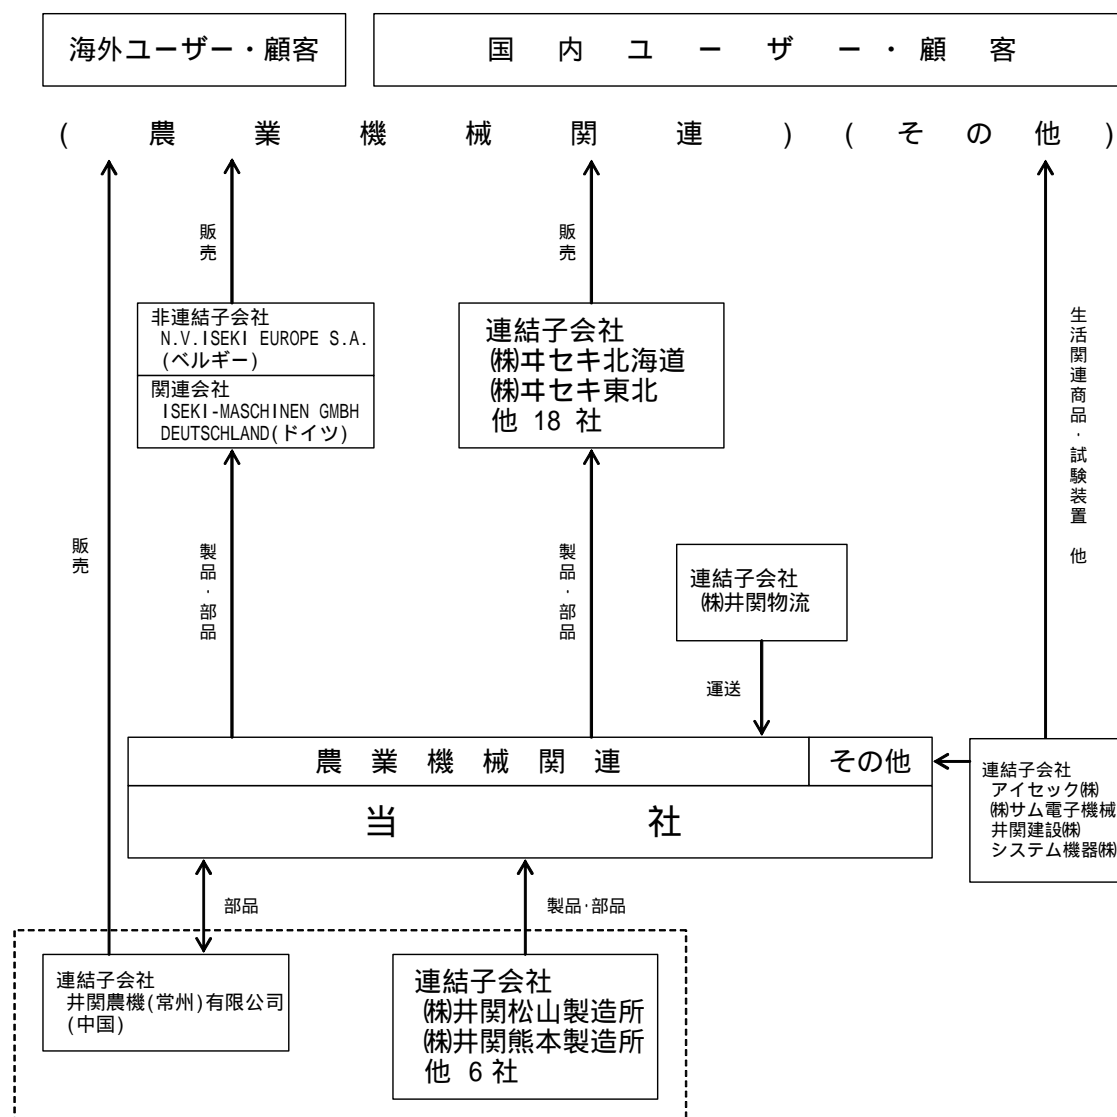 海外ユーザー・顧客
国内ユーザー・顧客
(農業機械関連)(その他)
販売
販売
非連結子会社
N.V.ISEKI EUROPE S.A.
(ベルギー)
関連会社
ISEKI-MASCHINEN GMBH
DEUTSCHLAND(ドイツ)
連結子会社
㈱ヰセキ北海道
㈱ヰセキ東北
他 18 社
生活関連商品・試験装置 他
販売
製品・部品
製品・部品
連結子会社
㈱井関物流
運送
農業機械関連
その他
当社
連結子会社
アイセック㈱
㈱サム電子機械
井関建設㈱
システム機器㈱
部品
製品・部品
連結子会社
井関農機(常州)有限公司
(中国)
連結子会社
㈱井関松山製造所
㈱井関熊本製造所
他 6 社